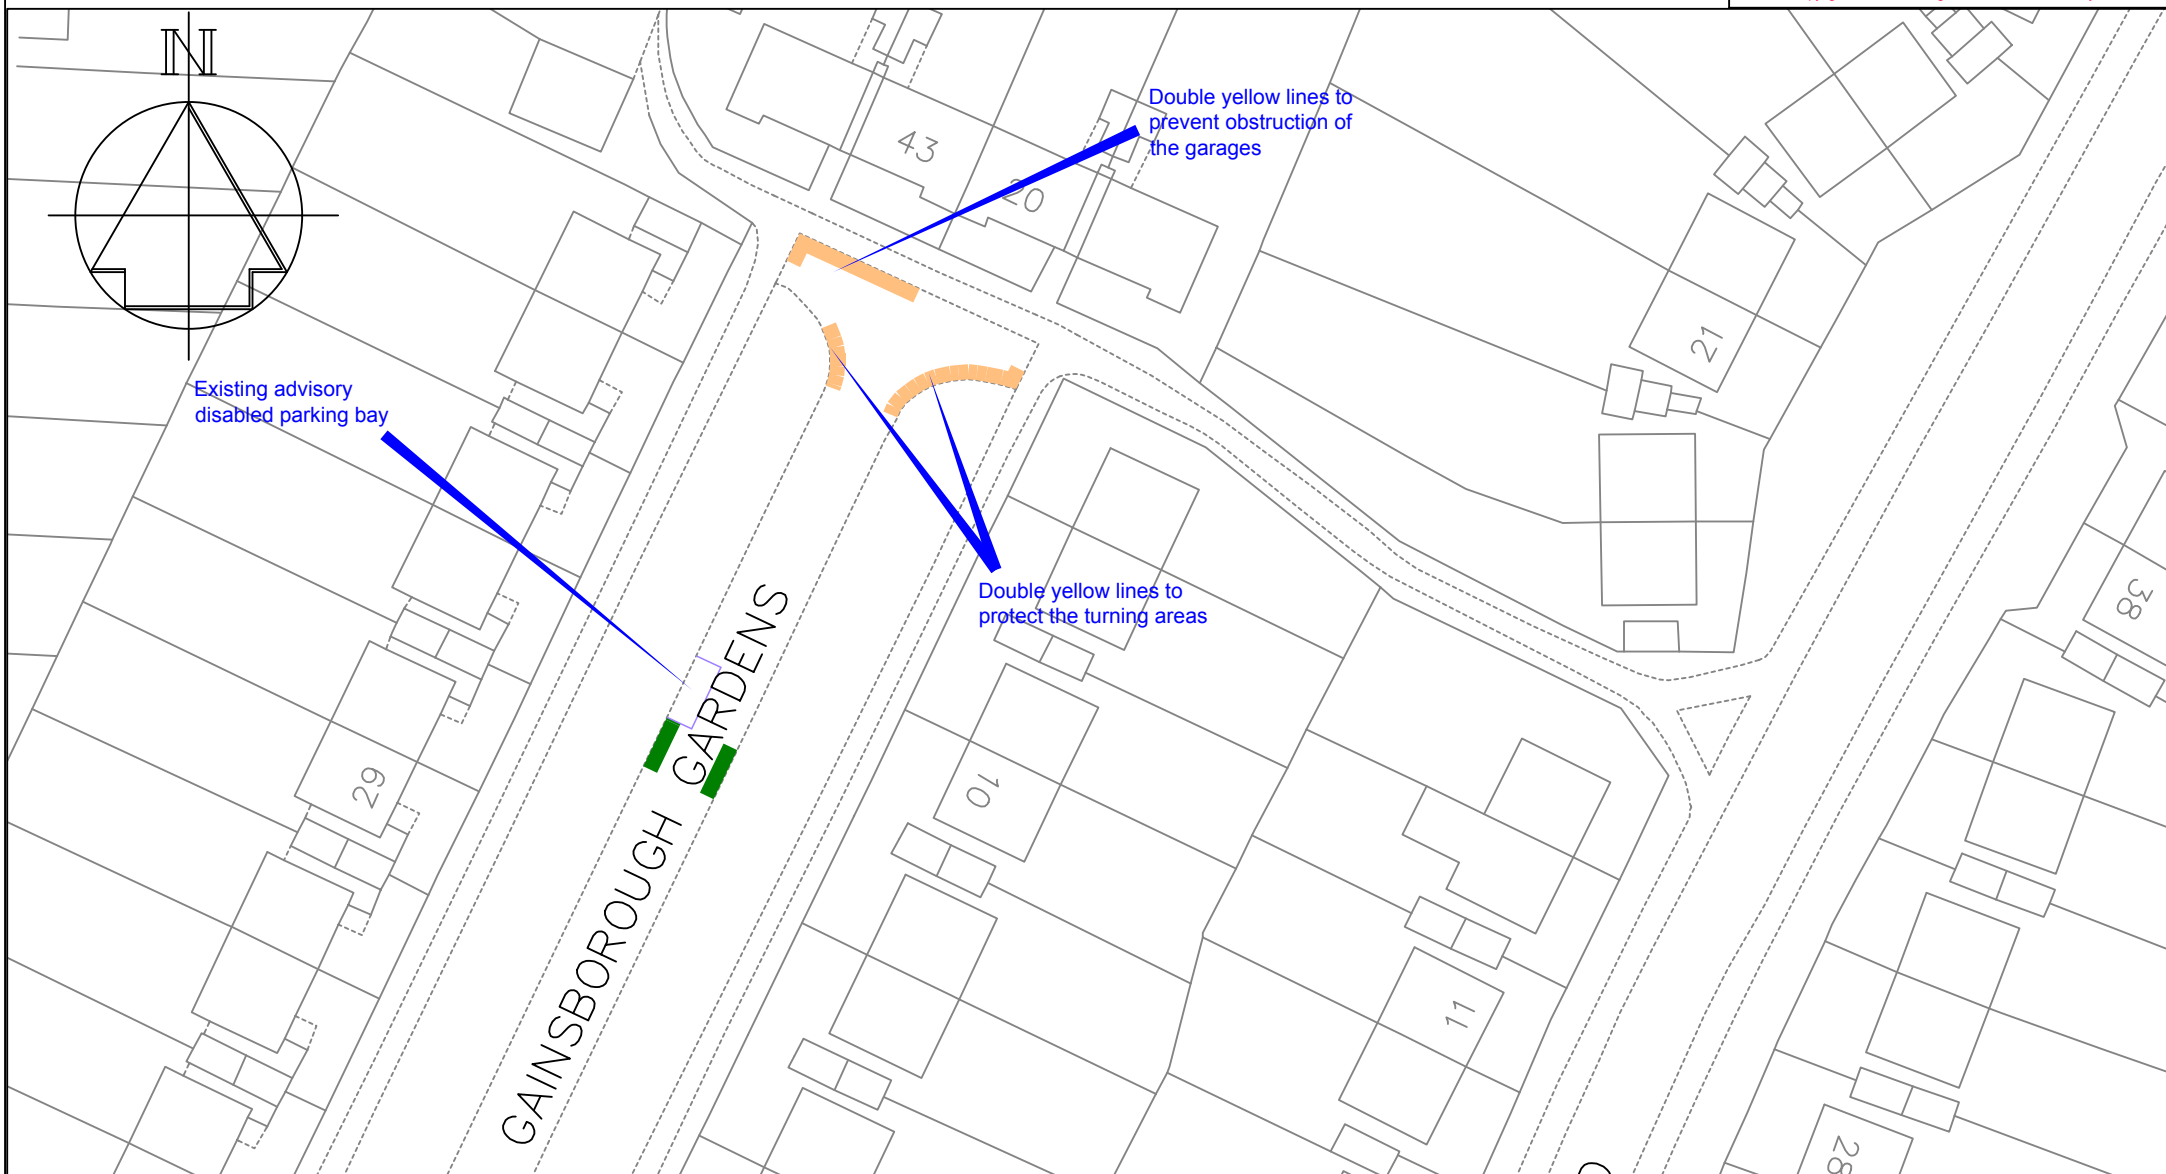 N
Double yellow lines to
prevent obstruction of
the garages
43
20
21
Existing advisory
disabled parking bay
Double yellow lines to
protect the turning areas
38
29
10
GAINSBOROUGH GARDENS
11
28